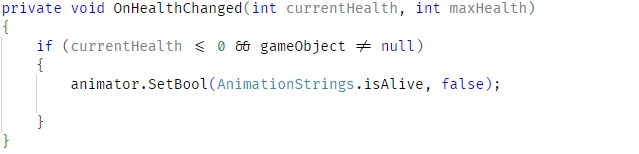 private void OnHealthChanged(int currentHealth, int maxHealth)
{
    if (currentHealth <= 0 && gameObject != null)
    {
        animator.SetBool(AnimationStrings.isAlive, false);
    }
}